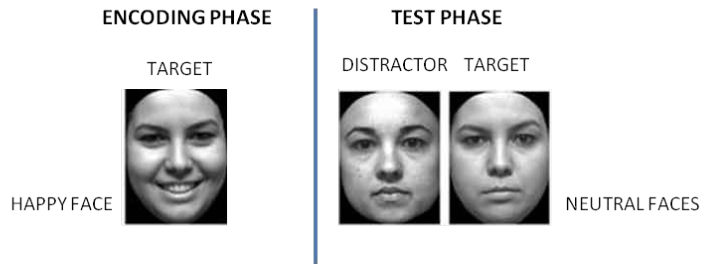 ENCODING PHASE
TEST PHASE
TARGET
DISTRACTOR
TARGET
HAPPY FACE
NEUTRAL FACES